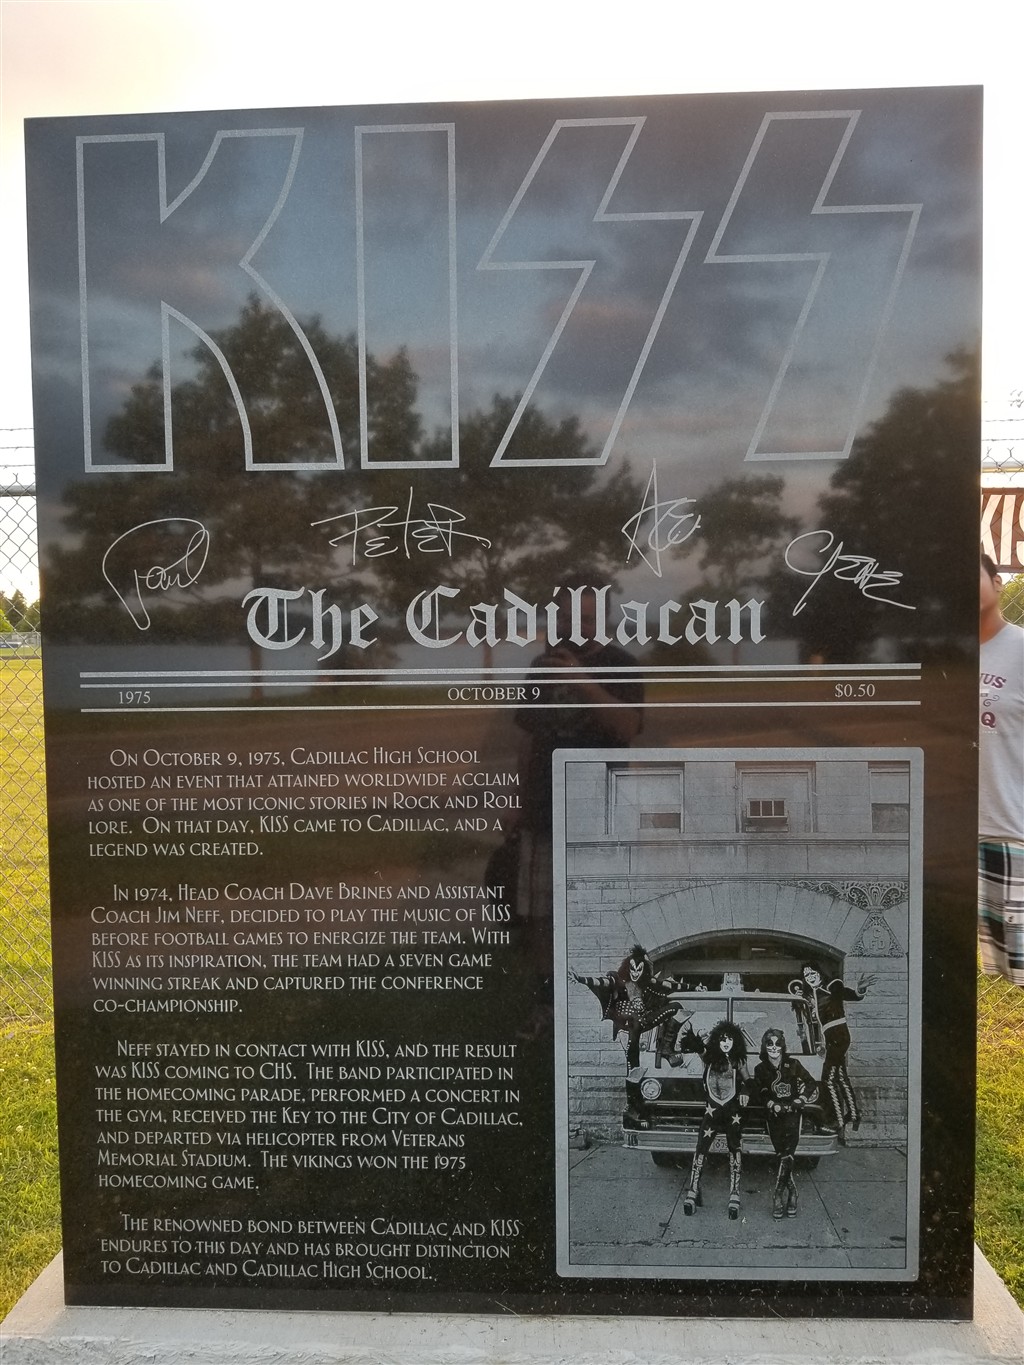 KISS
Paul
PETER
ACE
GENE
The Cadillacan
1975 OCTOBER 9 $0.50
ON OCTOBER 9, 1975, CADILLAC HIGH SCHOOL
HOSTED AN EVENT THAT ATTAINED WORLDWIDE ACCLAIM
AS ONE OF THE MOST ICONIC STORIES IN ROCK AND ROLL
LORE. ON THAT DAY, KISS CAME TO CADILLAC, AND A
LEGEND WAS CREATED.
IN 1974, HEAD COACH DAVE BRINES AND ASSISTANT
COACH JIM NEFF, DECIDED TO PLAY THE MUSIC OF KISS
BEFORE FOOTBALL GAMES TO ENERGIZE THE TEAM. WITH
KISS AS ITS INSPIRATION, THE TEAM HAD A SEVEN GAME
WINNING STREAK AND CAPTURED THE CONFERENCE
CO-CHAMPIONSHIP.
NEFF STAYED IN CONTACT WITH KISS, AND THE RESULT
WAS KISS COMING TO CHS. THE BAND PARTICIPATED IN
THE HOMECOMING PARADE, PERFORMED A CONCERT IN
THE GYM, RECEIVED THE KEY TO THE CITY OF CADILLAC,
AND DEPARTED VIA HELICOPTER FROM VETERANS
MEMORIAL STADIUM. THE VIKINGS WON THE 1975
HOMECOMING GAME.
THE RENOWNED BOND BETWEEN CADILLAC AND KISS
ENDURES TO THIS DAY AND HAS BROUGHT DISTINCTION
TO CADILLAC AND CADILLAC HIGH SCHOOL.